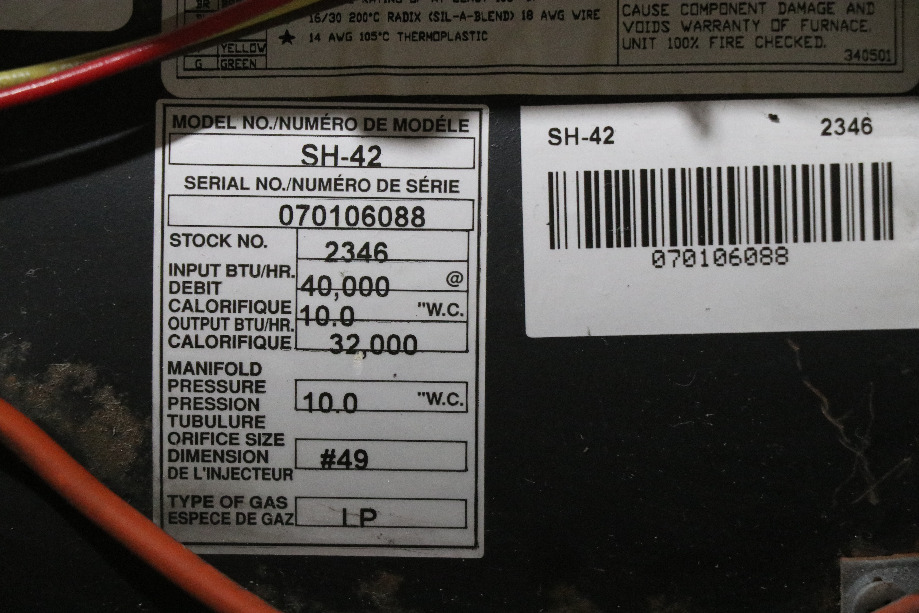 16/30 200°C RADIX (SIL-A-BLEND) 18 AWG WIRE
★ 14 AWG 105°C THERMOPLASTIC
BR
YELLOW
G GREEN
CAUSE COMPONENT DAMAGE AND
VOIDS WARRANTY OF FURNACE.
UNIT 100% FIRE CHECKED.
340501
MODEL NO./NUMÉRO DE MODÉLE
SH-42
SERIAL NO./NUMÉRO DE SÉRIE
070106088
STOCK NO. 2346
INPUT BTU/HR. 40,000 @
DEBIT
CALORIFIQUE 10.0 "W.C.
OUTPUT BTU/HR.
CALORIFIQUE 32,000
MANIFOLD
PRESSURE
PRESSION 10.0 "W.C.
TUBULURE
ORIFICE SIZE
DIMENSION #49
DE L'INJECTEUR
TYPE OF GAS
ESPECE DE GAZ LP
SH-42 2346
070106088